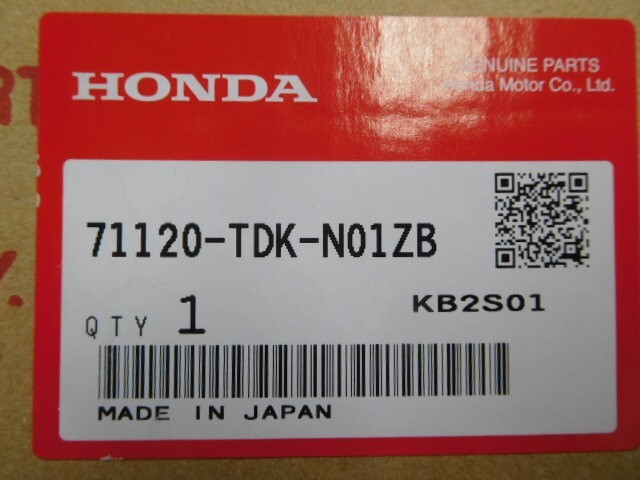 HONDA
GENUINE PARTS
Honda Motor Co., Ltd.
71120-TDK-N01ZB
QTY 1
KB2S01
MADE IN JAPAN